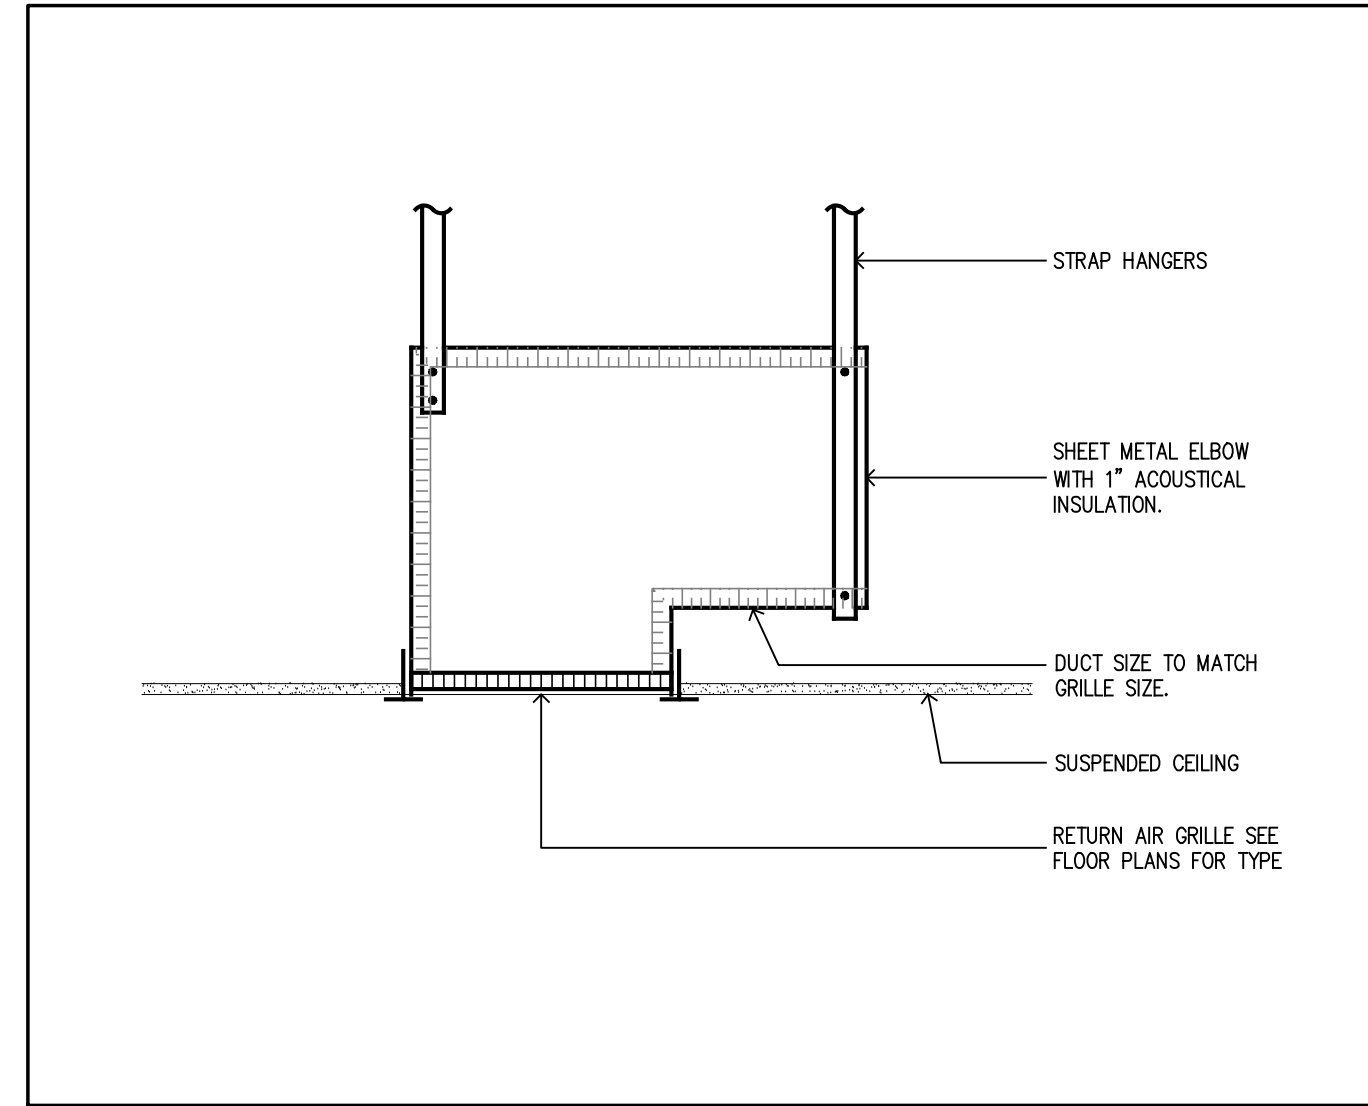 STRAP HANGERS
SHEET METAL ELBOW
WITH 1" ACOUSTICAL
INSULATION.
DUCT SIZE TO MATCH
GRILLE SIZE.
SUSPENDED CEILING
RETURN AIR GRILLE SEE
FLOOR PLANS FOR TYPE